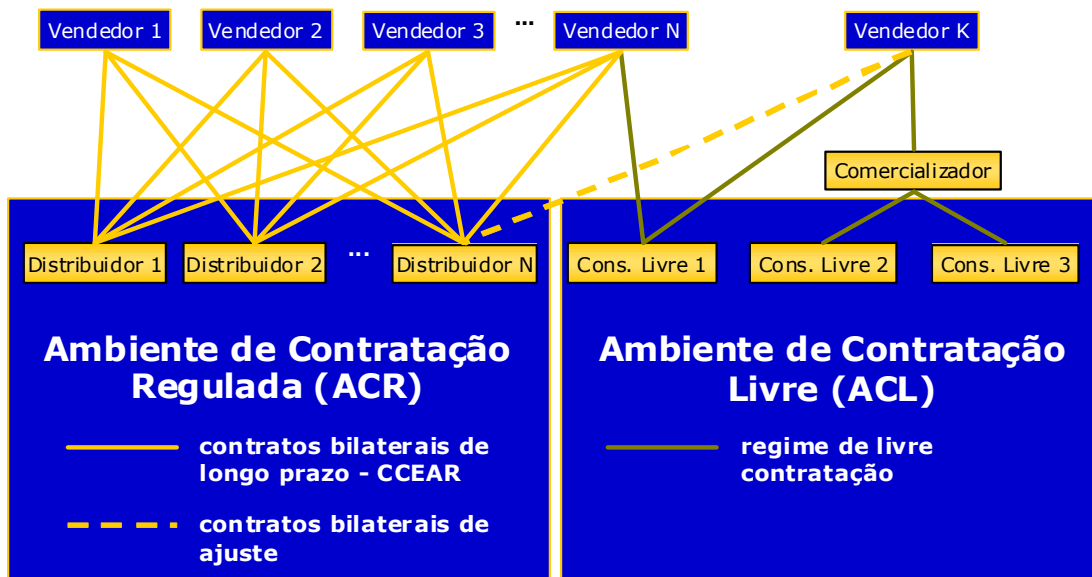 Vendedor 1
Vendedor 2
Vendedor 3
...
Vendedor N
Vendedor K
Comercializador
Distribuidor 1
Distribuidor 2
...
Distribuidor N
Cons. Livre 1
Cons. Livre 2
Cons. Livre 3
Ambiente de Contratação
Regulada (ACR)
contratos bilaterais de
longo prazo - CCEAR
contratos bilaterais de
ajuste
Ambiente de Contratação
Livre (ACL)
regime de livre
contratação